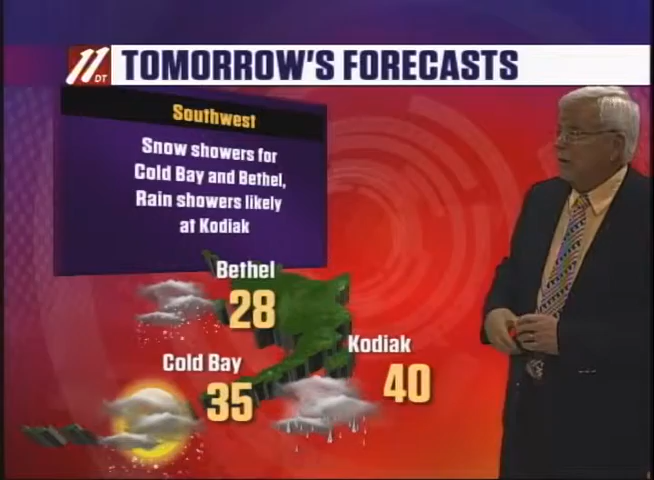 11 DT TOMORROW'S FORECASTS
Southwest
Snow showers for
Cold Bay and Bethel,
Rain showers likely
at Kodiak
Bethel
28
Kodiak
40
Cold Bay
35